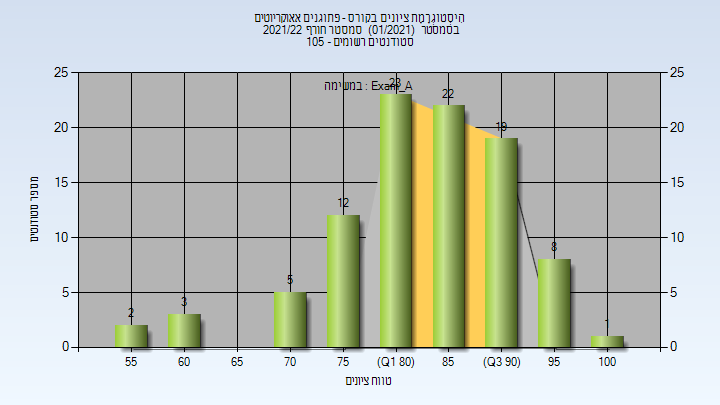 היסטוגרמת ציונים בקורס - פתוגנים אאוקריוטים
בסמסטר (01/2021) סמסטר חורף 2021/22
סטודנטים רשומים - 105
במשימה : Exam_A
מספר סטודנטים
25 25
20 20
15 15
10 10
5 5
0 0
2 3 5 12 23 22 19 8 1
55 60 65 70 75 (Q1 80) 85 (Q3 90) 95 100
טווח ציונים